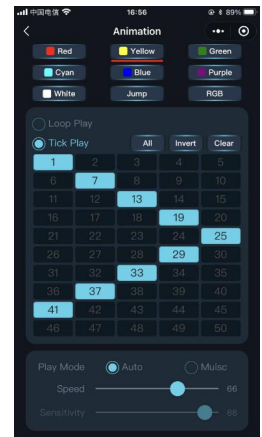 中国电信 16:56 89%
Animation
Red Yellow Green
Cyan Blue Purple
White Jump RGB
Loop Play
Tick Play All Invert Clear
1 2 3 4 5
6 7 8 9 10
11 12 13 14 15
16 17 18 19 20
21 22 23 24 25
26 27 28 29 30
31 32 33 34 35
36 37 38 39 40
41 42 43 44 45
46 47 48 49 50
Play Mode Auto Muisc
Speed 66
Sensitivity 88